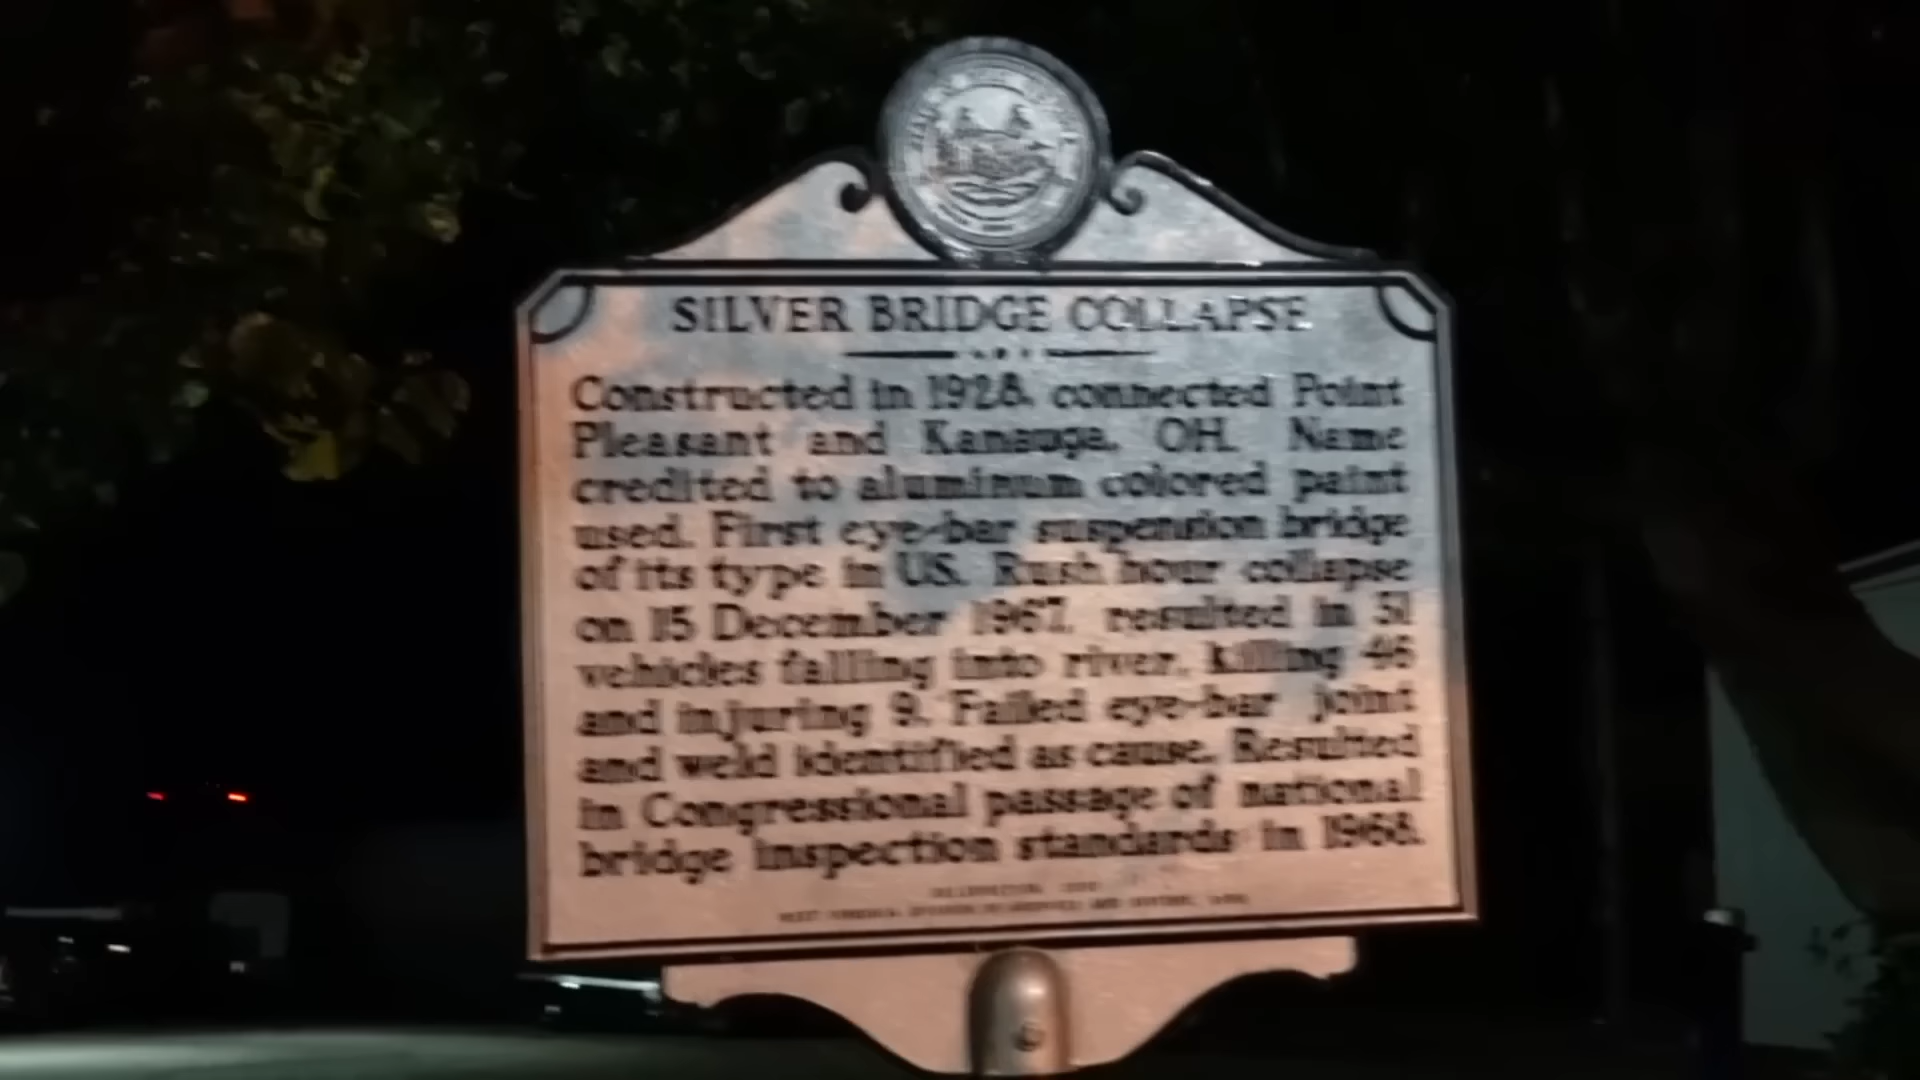 SILVER BRIDGE COLLAPSE
Constructed in 1928, connected Point
Pleasant and Kanauga, OH. Name
credited to aluminum colored paint
used. First eye-bar suspension bridge
of its type in US. Rush hour collapse
on 15 December 1967, resulted in 31
vehicles falling into river, killing 46
and injuring 9. Failed eye-bar joint
and weld identified as cause. Resulted
in Congressional passage of national
bridge inspection standards in 1968.